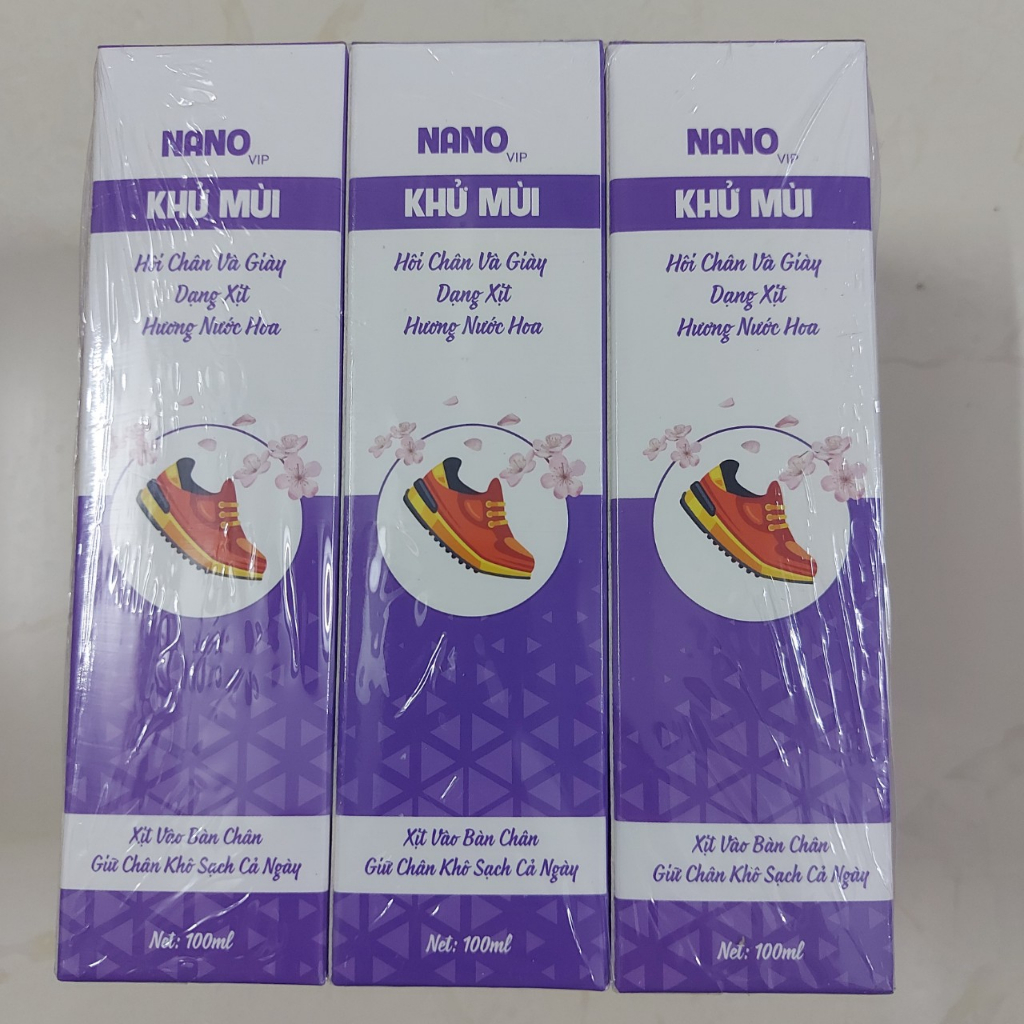 NANO VIP
KHỬ MÙI
Hôi Chân Và Giày
Dạng Xịt
Hương Nước Hoa
Xịt Vào Bàn Chân
Giữ Chân Khô Sạch Cả Ngày
Net: 100ml
NANO VIP
KHỬ MÙI
Hôi Chân Và Giày
Dạng Xịt
Hương Nước Hoa
Xịt Vào Bàn Chân
Giữ Chân Khô Sạch Cả Ngày
Net: 100ml
NANO VIP
KHỬ MÙI
Hôi Chân Và Giày
Dạng Xịt
Hương Nước Hoa
Xịt Vào Bàn Chân
Giữ Chân Khô Sạch Cả Ngày
Net: 100ml